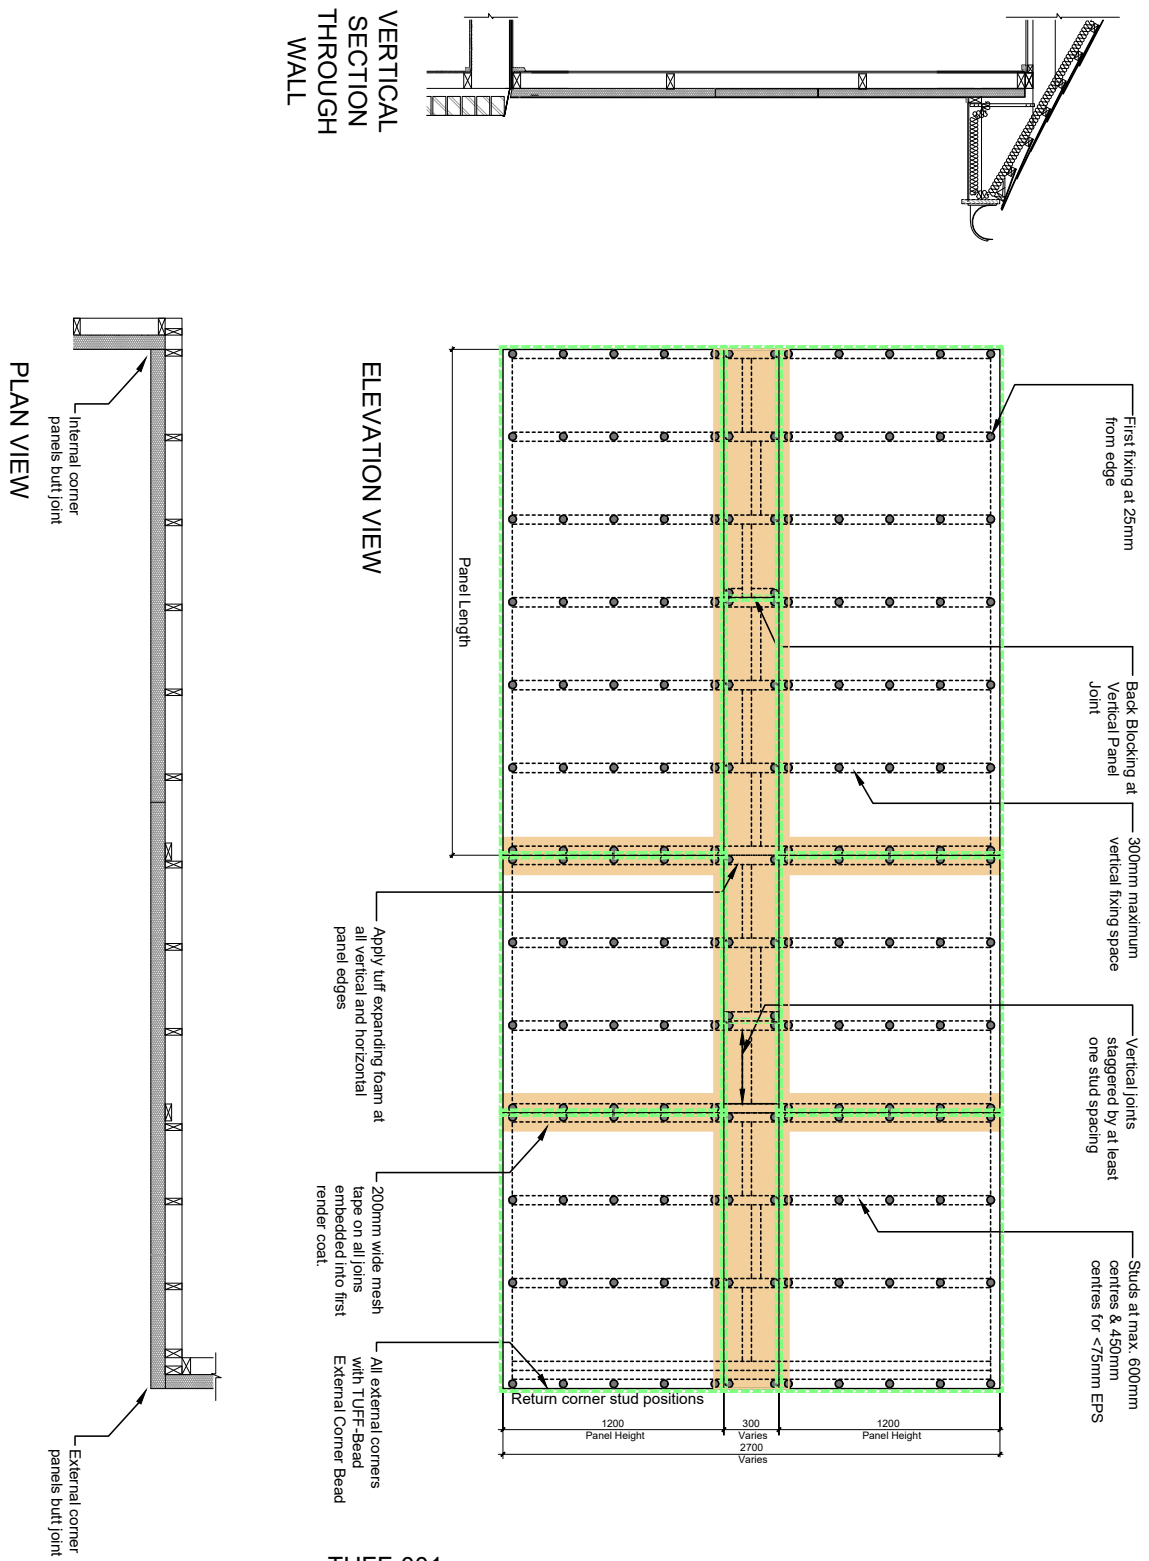 VERTICAL
SECTION
THROUGH
WALL
First fixing at 25mm
from edge
Back Blocking at
Vertical Panel
Joint
300mm maximum
vertical fixing space
Vertical joints
staggered by at least
one stud spacing
Studs at max. 600mm
centres & 450mm
centres for <75mm EPS
ELEVATION VIEW
Panel Length
Apply tuff expanding foam at
all vertical and horizontal
panel edges
200mm wide mesh
tape on all joins
embedded into first
render coat.
All external corners
with TUFF-Bead
External Corner Bead
Return corner stud positions
1200
Panel Height
300
Varies
1200
Panel Height
2700
Varies
PLAN VIEW
Internal corner
panels butt joint
External corner
panels butt joint